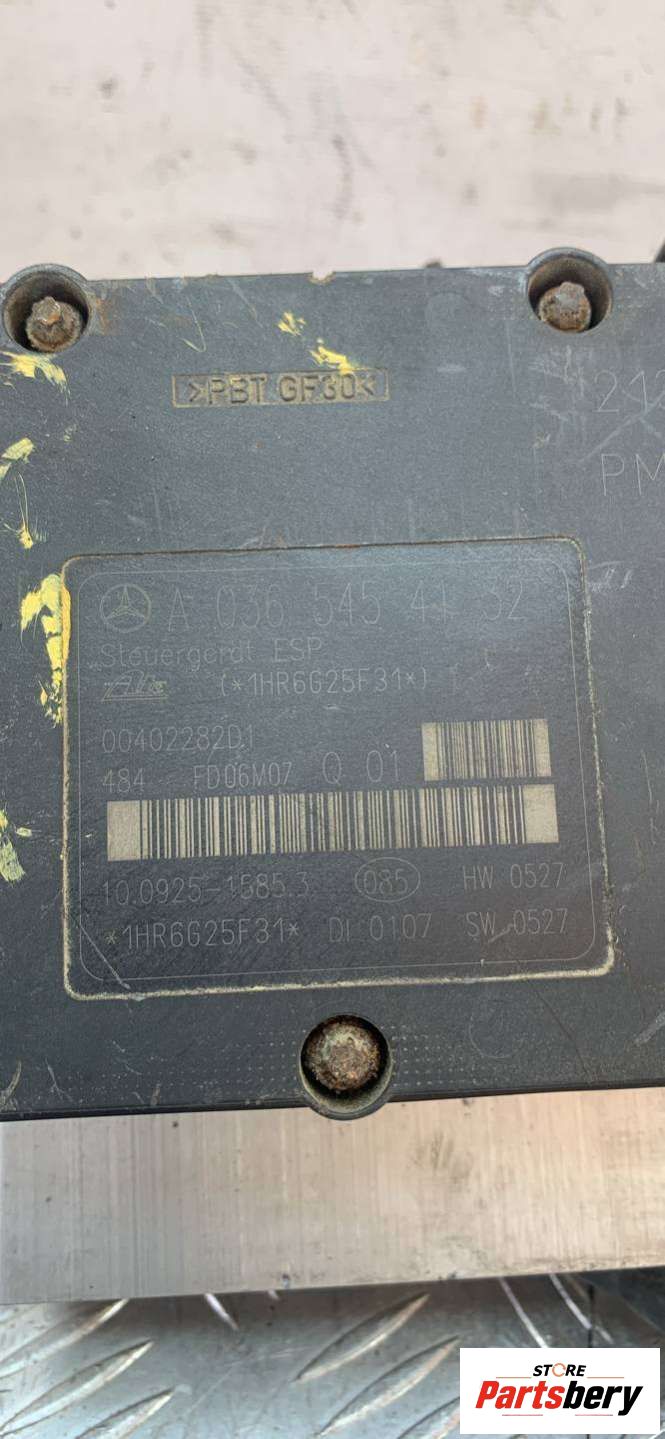 >PBT GF30<
PM
A 036 545 41 32
Steuergerät ESP
(*1HR6G25F31*)
00402282D1
484 FD06M07 Q 01
10.0925-1585.3 085 HW 0527
*1HR6G25F31* DI 0107 SW 0527
STORE
Partsbery